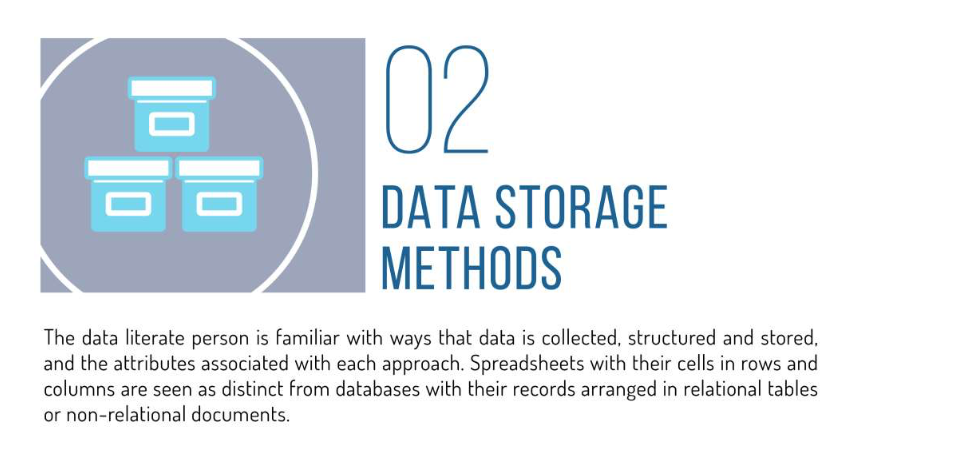 02
DATA STORAGE
METHODS
The data literate person is familiar with ways that data is collected, structured and stored,
and the attributes associated with each approach. Spreadsheets with their cells in rows and
columns are seen as distinct from databases with their records arranged in relational tables
or non-relational documents.